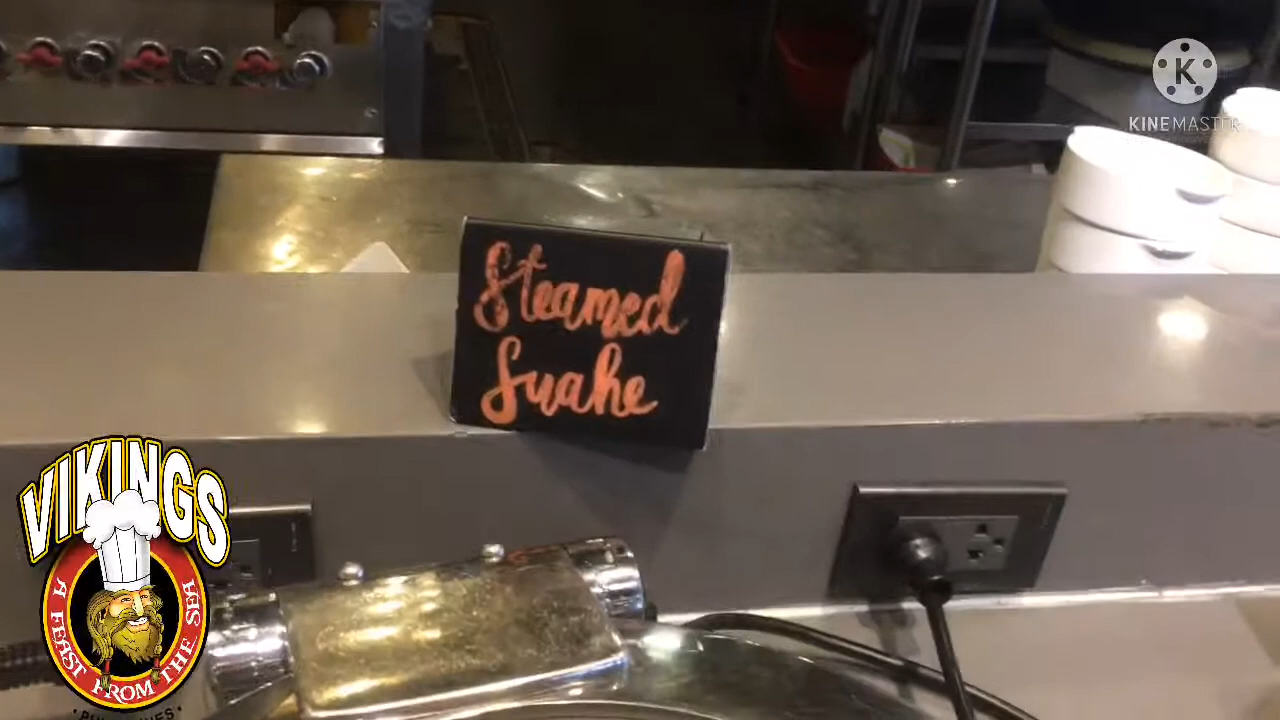 KINEMASTER
Steamed
Suahe
VIKINGS
A FEAST FROM THE SEA